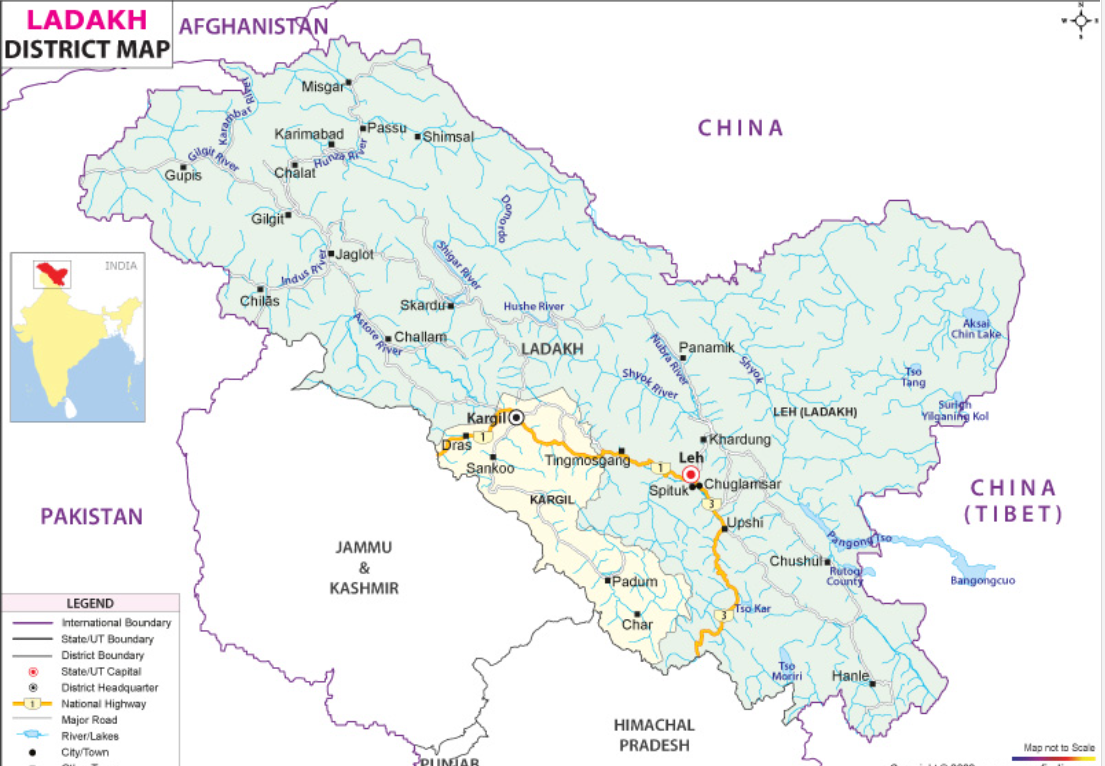 LADAKH
DISTRICT MAP
AFGHANISTAN
N
W
E
S
CHINA
Misgar
Karambar River
Passu
Karimabad
Shimsal
Gilgit River
Hunza River
Gupis
Chalat
Domordo
Gilgit
Shigar River
Jaglot
Indus River
INDIA
Chilas
Skardu
Hushe River
Astore River
Challam
LADAKH
Nubra River
Panamik
Shyok
Aksai
Chin Lake
Shyok River
Tso
Tang
Surigh
Yilganing Kol
LEH (LADAKH)
Kargil
Dras
1
Khardung
Sankoo
Tingmosgang
1
Leh
Spituk
Chuglamsar
KARGIL
3
CHINA
(TIBET)
PAKISTAN
Upshi
Pangong Tso
JAMMU
&
KASHMIR
Chushul
Rutog
County
Bangongcuo
Padum
Tso Kar
3
Char
Tso
Moriri
Hanle
HIMACHAL
PRADESH
PUNJAB
LEGEND
International Boundary
State/UT Boundary
District Boundary
State/UT Capital
District Headquarter
1
National Highway
Major Road
River/Lakes
City/Town
Map not to Scale